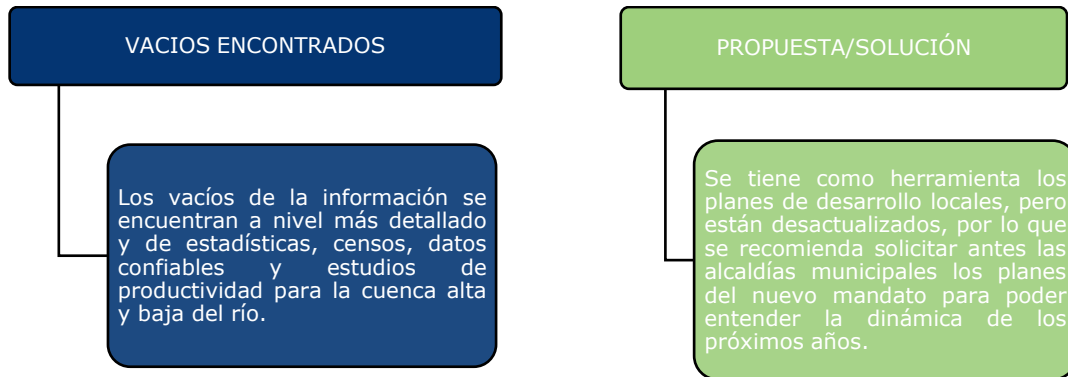 VACIOS ENCONTRADOS
Los vacíos de la información se
encuentran a nivel más detallado
y de estadísticas, censos, datos
confiables y estudios de
productividad para la cuenca alta
y baja del río.
PROPUESTA/SOLUCIÓN
Se tiene como herramienta los
planes de desarrollo locales, pero
están desactualizados, por lo que
se recomienda solicitar antes las
alcaldías municipales los planes
del nuevo mandato para poder
entender la dinámica de los
próximos años.